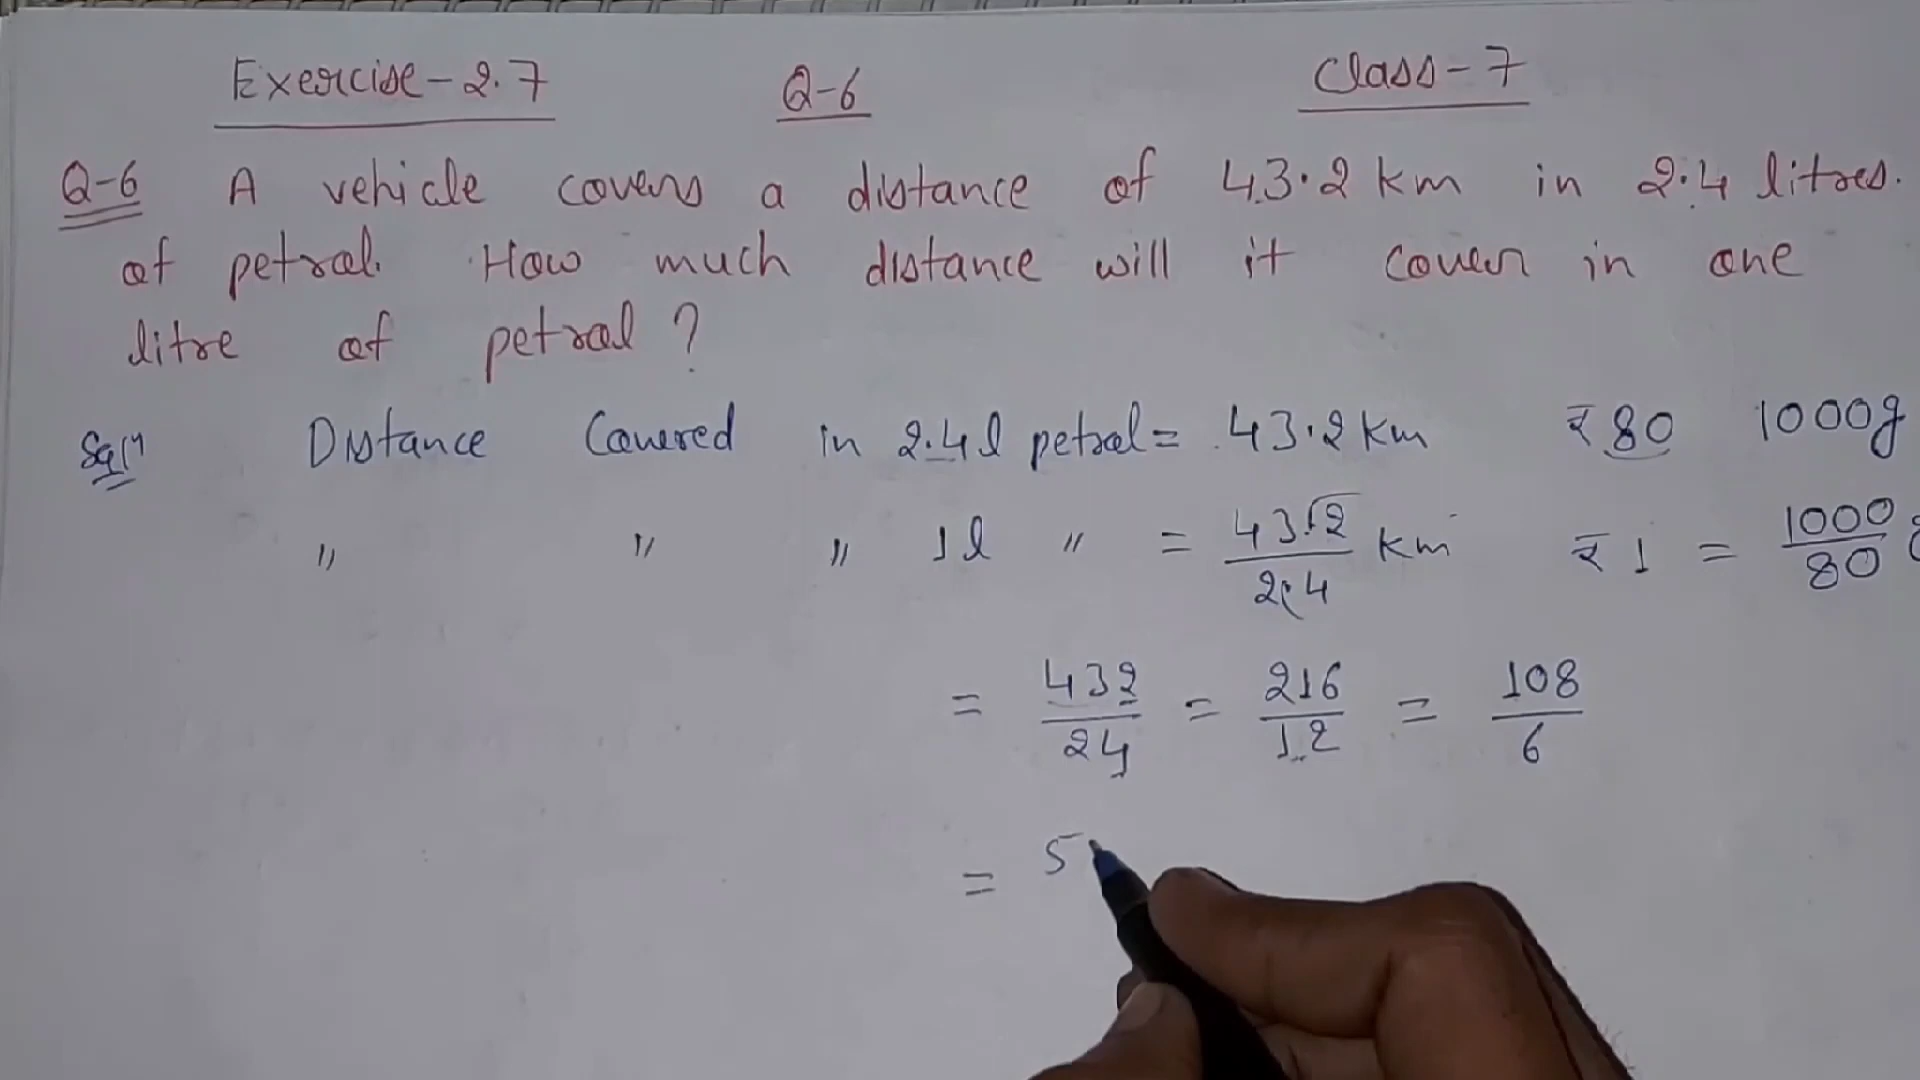 Exercise-2.7 Q-6 Class-7
Q-6 A vehicle covers a distance of 43.2 km in 2.4 litres.
of petrol. How much distance will it cover in one
litre of petrol ?
Solⁿ Distance Covered in 2.4 l petrol = 43.2 km ₹80 1000g
" " " 1 l " = 43.2/2.4 km ₹1 = 1000/80
= 432/24 = 216/12 = 108/6
= 5